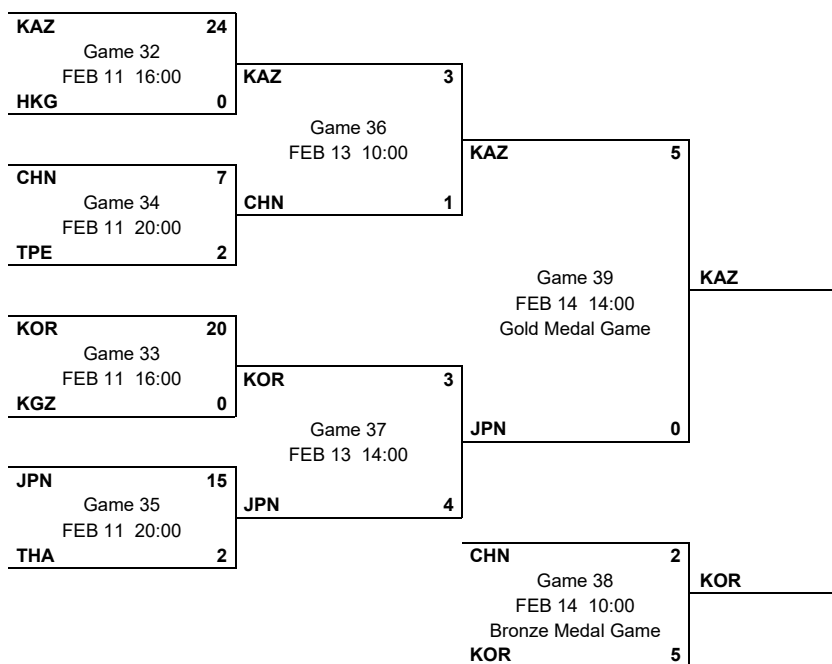 KAZ 24
Game 32
FEB 11 16:00
HKG 0
CHN 7
Game 34
FEB 11 20:00
TPE 2
KOR 20
Game 33
FEB 11 16:00
KGZ 0
JPN 15
Game 35
FEB 11 20:00
THA 2
KAZ 3
Game 36
FEB 13 10:00
CHN 1
KOR 3
Game 37
FEB 13 14:00
JPN 4
KAZ 5
Game 39
FEB 14 14:00
Gold Medal Game
JPN 0
CHN 2
Game 38
FEB 14 10:00
Bronze Medal Game
KOR 5
KAZ
KOR